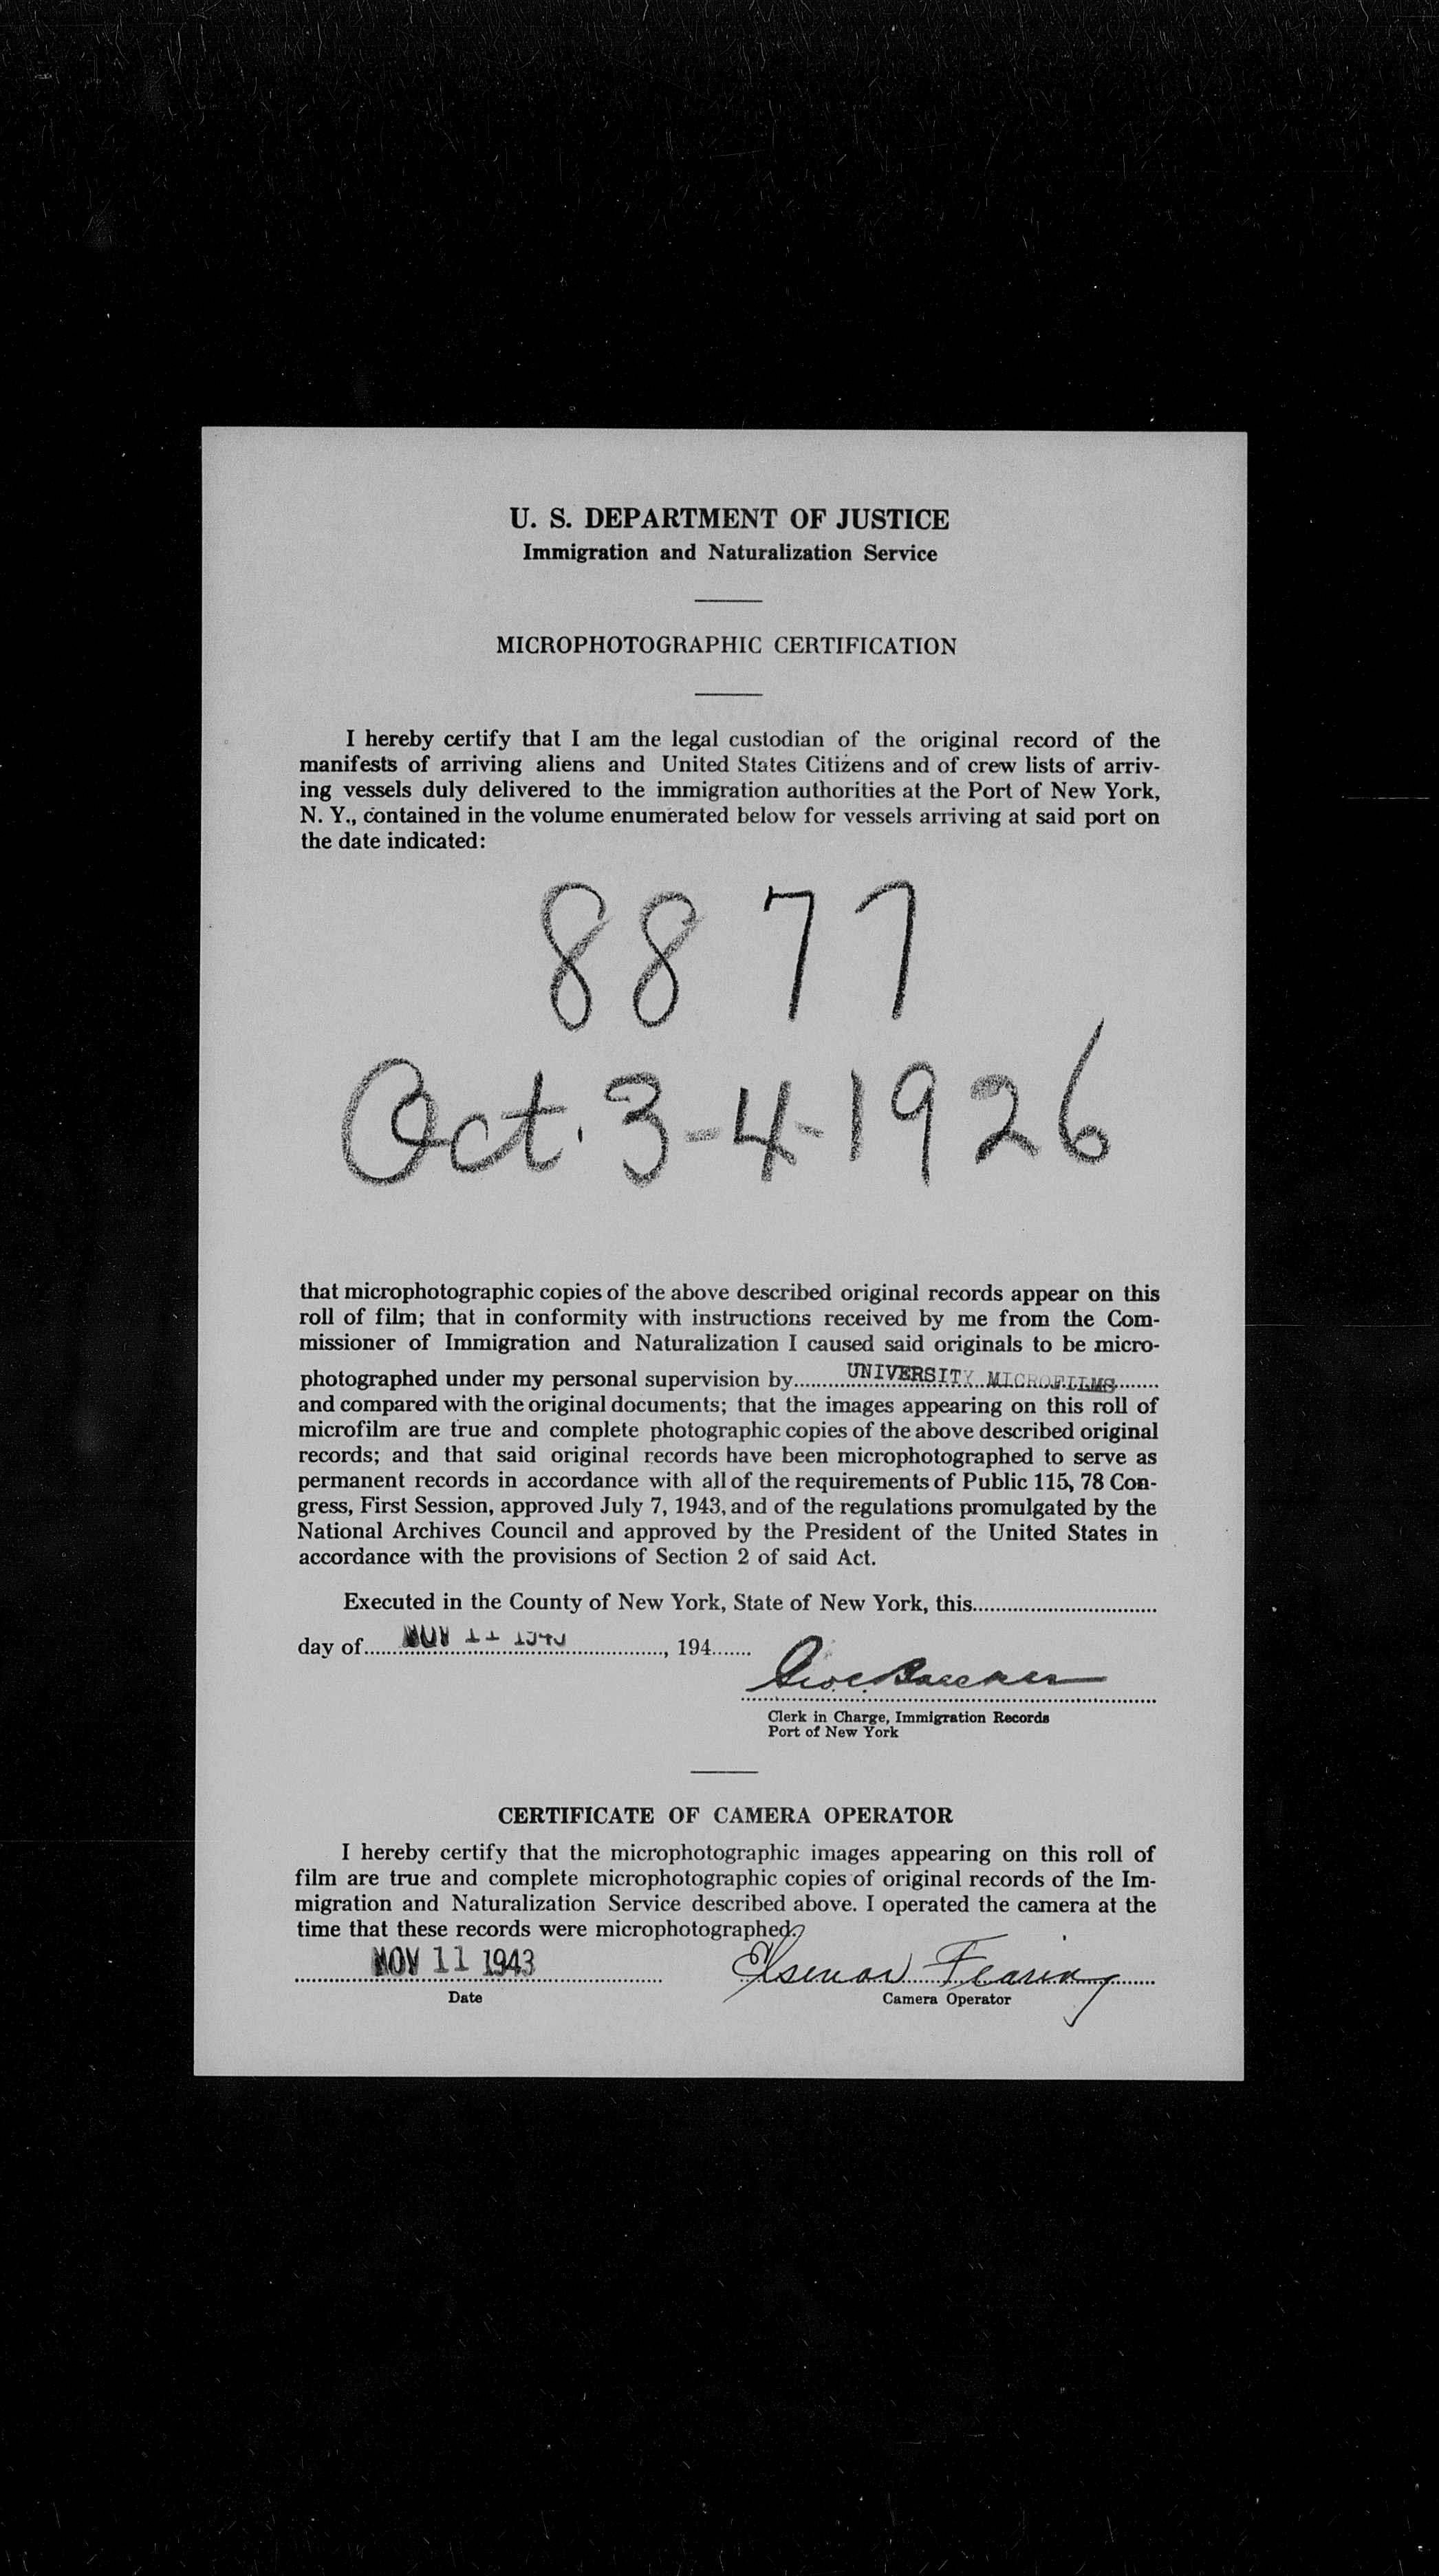 U. S. DEPARTMENT OF JUSTICE
Immigration and Naturalization Service
MICROPHOTOGRAPHIC CERTIFICATION
I hereby certify that I am the legal custodian of the original record of the
manifests of arriving aliens and United States Citizens and of crew lists of arriv-
ing vessels duly delivered to the immigration authorities at the Port of New York,
N. Y., contained in the volume enumerated below for vessels arriving at said port on
the date indicated:
8877
Oct. 3-4-1926
that microphotographic copies of the above described original records appear on this
roll of film; that in conformity with instructions received by me from the Com-
missioner of Immigration and Naturalization I caused said originals to be micro-
photographed under my personal supervision by UNIVERSITY MICROFILMS
and compared with the original documents; that the images appearing on this roll of
microfilm are true and complete photographic copies of the above described original
records; and that said original records have been microphotographed to serve as
permanent records in accordance with all of the requirements of Public 115, 78 Con-
gress, First Session, approved July 7, 1943, and of the regulations promulgated by the
National Archives Council and approved by the President of the United States in
accordance with the provisions of Section 2 of said Act.
Executed in the County of New York, State of New York, this
day of NOV 11 1943, 194
Clerk in Charge, Immigration Records
Port of New York
CERTIFICATE OF CAMERA OPERATOR
I hereby certify that the microphotographic images appearing on this roll of
film are true and complete microphotographic copies of original records of the Im-
migration and Naturalization Service described above. I operated the camera at the
time that these records were microphotographed.
NOV 11 1943 Fearing
Date Camera Operator